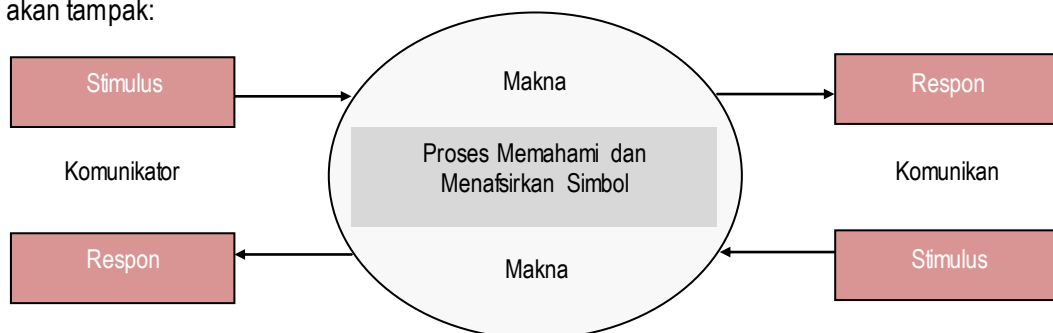 akan tampak:
Stimulus
Makna
Respon
Proses Memahami dan
Menafsirkan Simbol
Komunikator
Komunikan
Respon
Makna
Stimulus